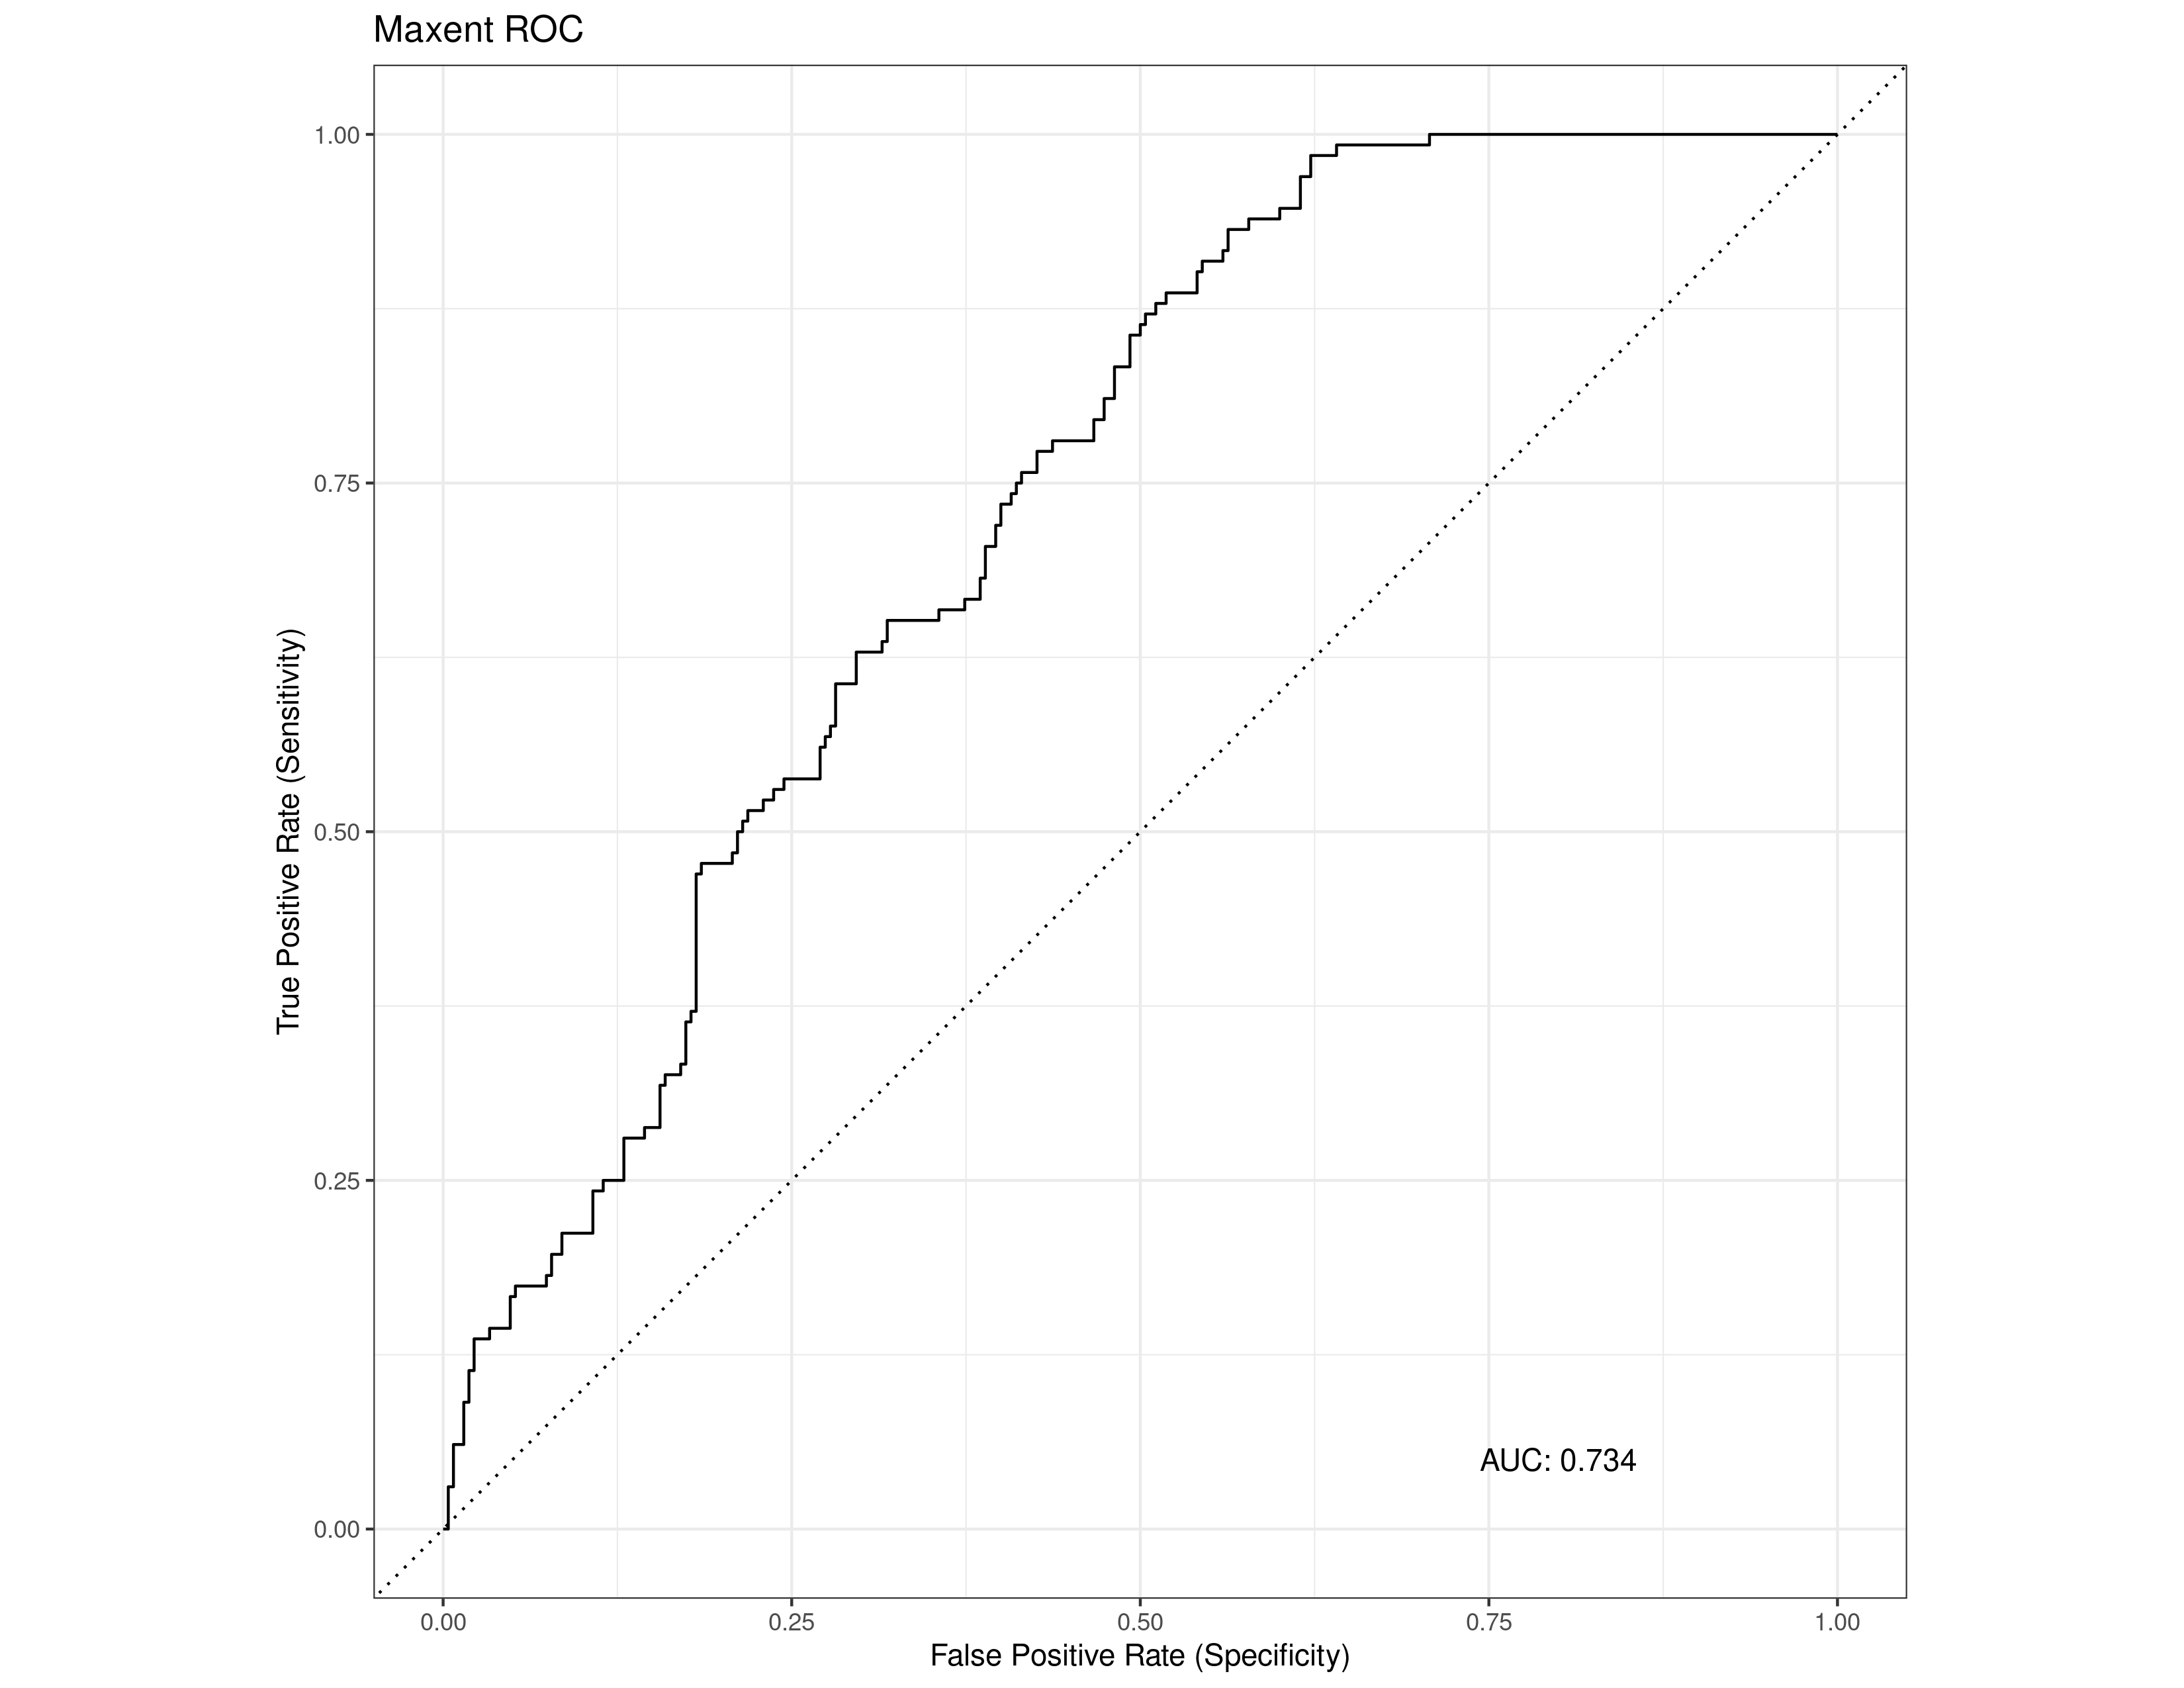 Maxent ROC
True Positive Rate (Sensitivity)
1.00
0.75
0.50
0.25
0.00
AUC: 0.734
0.00 0.25 0.50 0.75 1.00
False Positive Rate (Specificity)